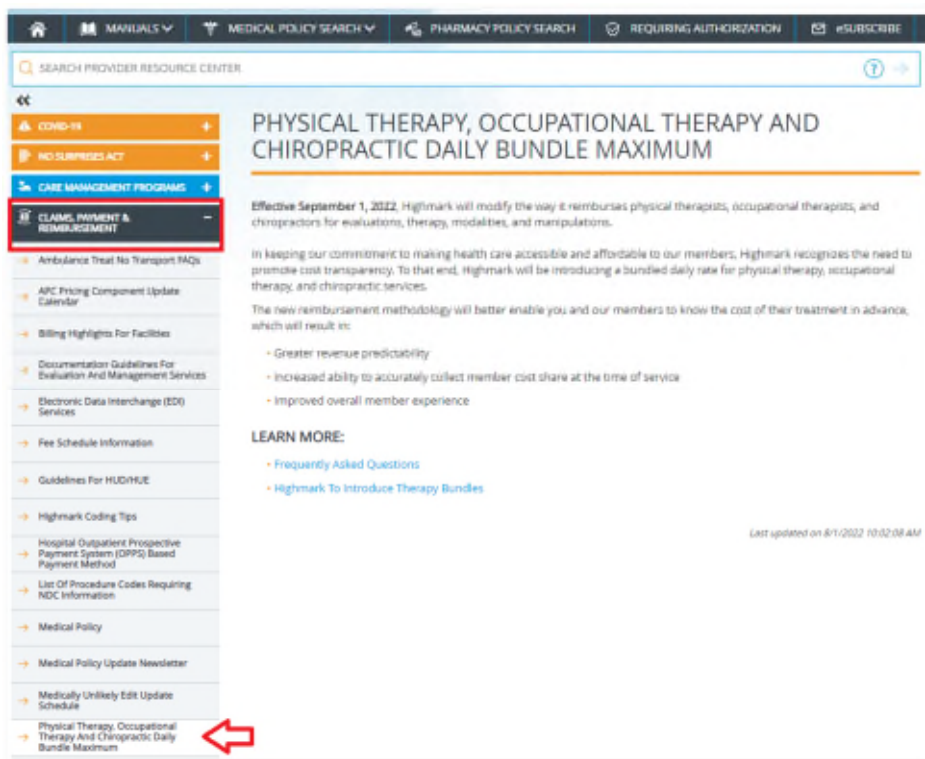 MANUALS
MEDICAL POLICY SEARCH
PHARMACY POLICY SEARCH
REQUIRING AUTHORIZATION
eSUBSCRIBE
SEARCH PROVIDER RESOURCE CENTER
?
«
COVID-19 +
NO SURPRISES ACT +
CARE MANAGEMENT PROGRAMS +
CLAIMS, PAYMENT & –
REIMBURSEMENT
Ambulance Treat No Transport FAQs
APC Pricing Component Update
Calendar
Billing Highlights For Facilities
Documentation Guidelines For
Evaluation And Management Services
Electronic Data Interchange (EDI)
Services
Fee Schedule Information
Guidelines For HUD/HUE
Highmark Coding Tips
Hospital Outpatient Prospective
Payment System (OPPS) Based
Payment Method
List Of Procedure Codes Requiring
NDC Information
Medical Policy
Medical Policy Update Newsletter
Medically Unlikely Edit Update
Schedule
Physical Therapy, Occupational
Therapy And Chiropractic Daily
Bundle Maximum
PHYSICAL THERAPY, OCCUPATIONAL THERAPY AND
CHIROPRACTIC DAILY BUNDLE MAXIMUM
Effective September 1, 2022, Highmark will modify the way it reimburses physical therapists, occupational therapists, and
chiropractors for evaluations, therapy, modalities, and manipulations.
In keeping our commitment to making health care accessible and affordable to our members, Highmark recognizes the need to
promote cost transparency. To that end, Highmark will be introducing a bundled daily rate for physical therapy, occupational
therapy, and chiropractic services.
The new reimbursement methodology will better enable you and our members to know the cost of their treatment in advance,
which will result in:
• Greater revenue predictability
• Increased ability to accurately collect member cost share at the time of service
• Improved overall member experience
LEARN MORE:
• Frequently Asked Questions
• Highmark To Introduce Therapy Bundles
Last updated on 8/1/2022 10:02:08 AM